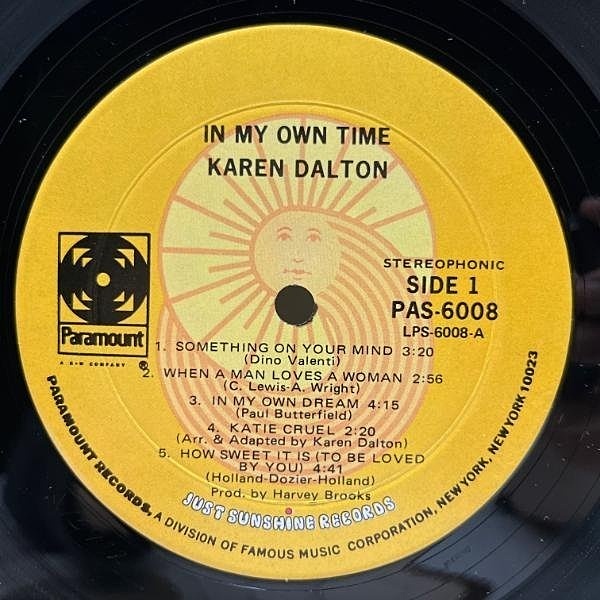 IN MY OWN TIME
KAREN DALTON
STEREOPHONIC
SIDE 1
PAS-6008
LPS-6008-A
Paramount
A G+W COMPANY ®
1. SOMETHING ON YOUR MIND 3:20
(Dino Valenti)
2. WHEN A MAN LOVES A WOMAN 2:56
(C. Lewis-A. Wright)
3. IN MY OWN DREAM 4:15
(Paul Butterfield)
4. KATIE CRUEL 2:20
(Arr. & Adapted by Karen Dalton)
5. HOW SWEET IT IS (TO BE LOVED
BY YOU) 4:41
(Holland-Dozier-Holland)
Prod. by Harvey Brooks
JUST SUNSHINE RECORDS
PARAMOUNT RECORDS, A DIVISION OF FAMOUS MUSIC CORPORATION, NEW YORK, NEW YORK 10023